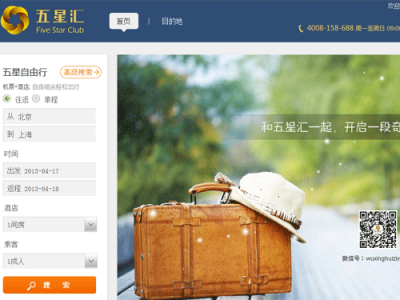 五星汇
Five Star Club
首页
目的地
欢迎
4008-158-688 周一至周日 09:0
五星自由行
高级搜索
机票+酒店 自由组合轻松出行
往返 单程
从 北京
到 上海
时间
出发 2013-04-17
返程 2013-04-18
酒店
1间房
乘客
1成人
搜 索
和五星汇一起，开启一段奇
微信号：wuxinghuiziy